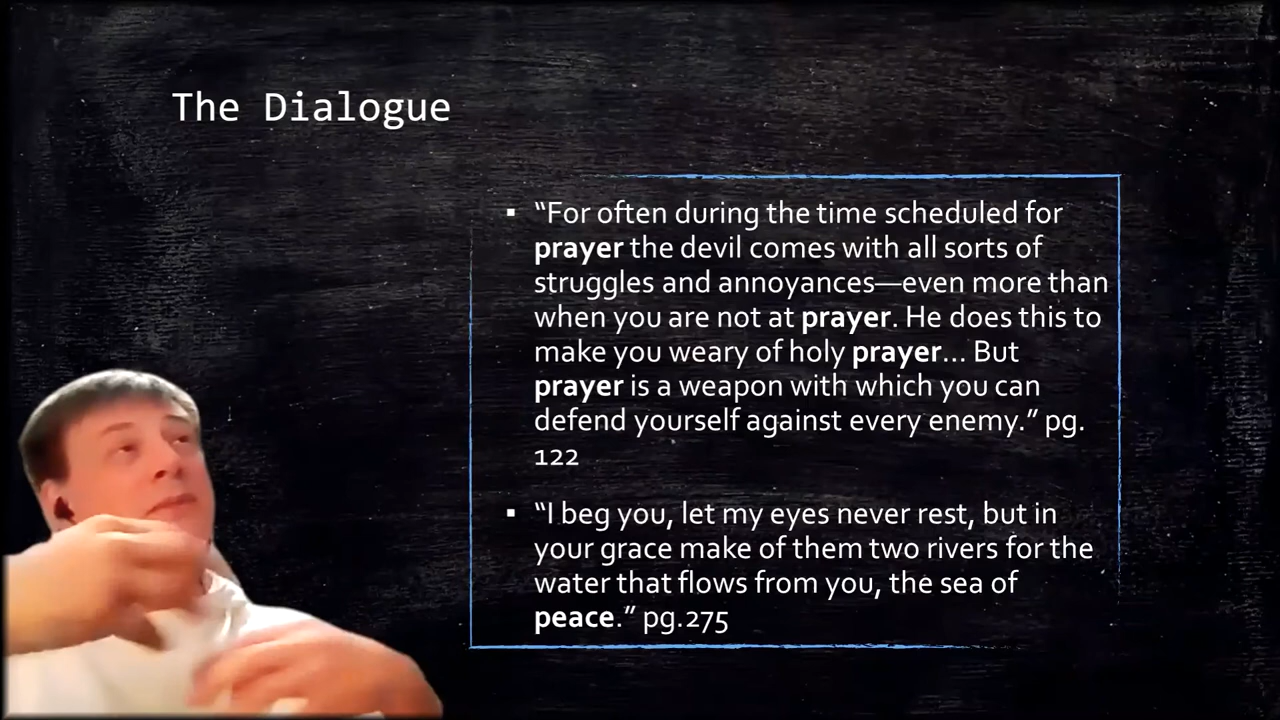 The Dialogue
▪ “For often during the time scheduled for
prayer the devil comes with all sorts of
struggles and annoyances—even more than
when you are not at prayer. He does this to
make you weary of holy prayer... But
prayer is a weapon with which you can
defend yourself against every enemy.” pg.
122
▪ “I beg you, let my eyes never rest, but in
your grace make of them two rivers for the
water that flows from you, the sea of
peace.” pg.275